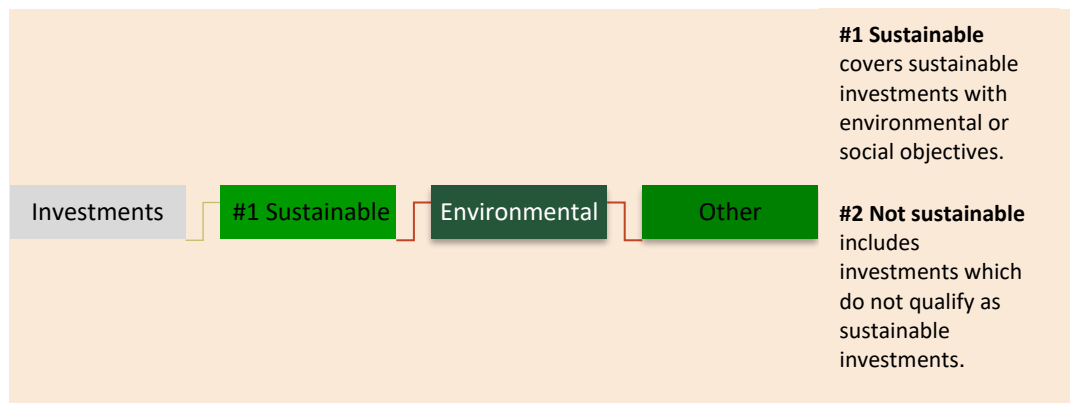 Investments
#1 Sustainable
Environmental
Other
#1 Sustainable
covers sustainable
investments with
environmental or
social objectives.
#2 Not sustainable
includes
investments which
do not qualify as
sustainable
investments.